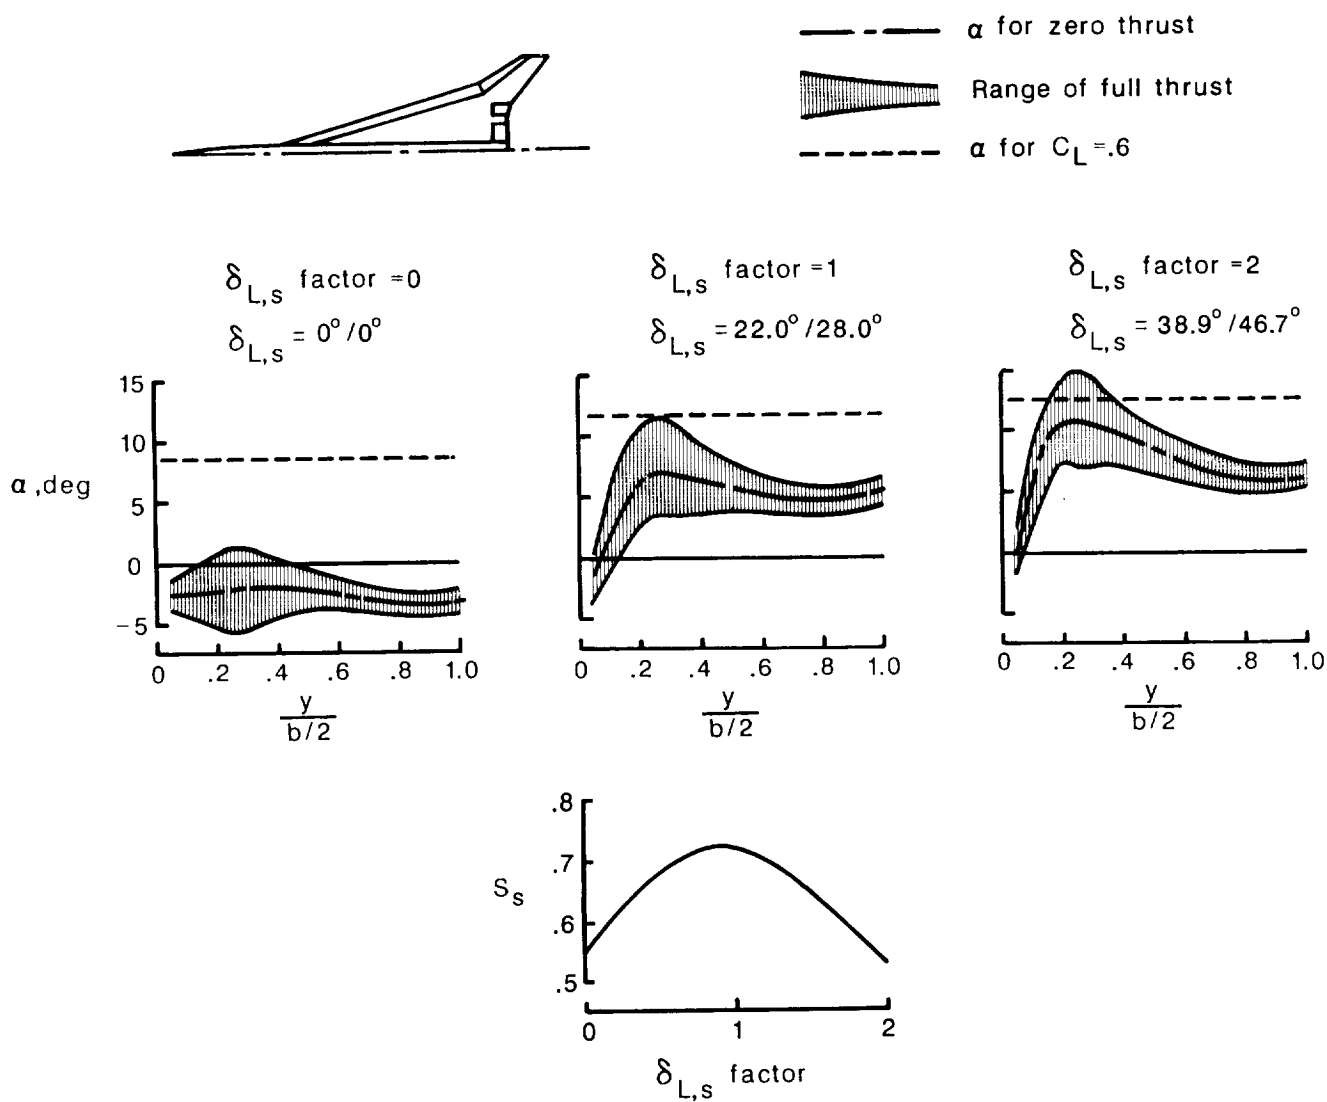 α for zero thrust
Range of full thrust
α for C_L = .6
δ_L,s factor = 0
δ_L,s = 0°/0°
δ_L,s factor = 1
δ_L,s = 22.0°/28.0°
δ_L,s factor = 2
δ_L,s = 38.9°/46.7°
15
10
5
0
−5
α, deg
0 .2 .4 .6 .8 1.0
y
b/2
0 .2 .4 .6 .8 1.0
y
b/2
0 .2 .4 .6 .8 1.0
y
b/2
.8
.7
.6
.5
S_s
0 1 2
δ_L,s factor